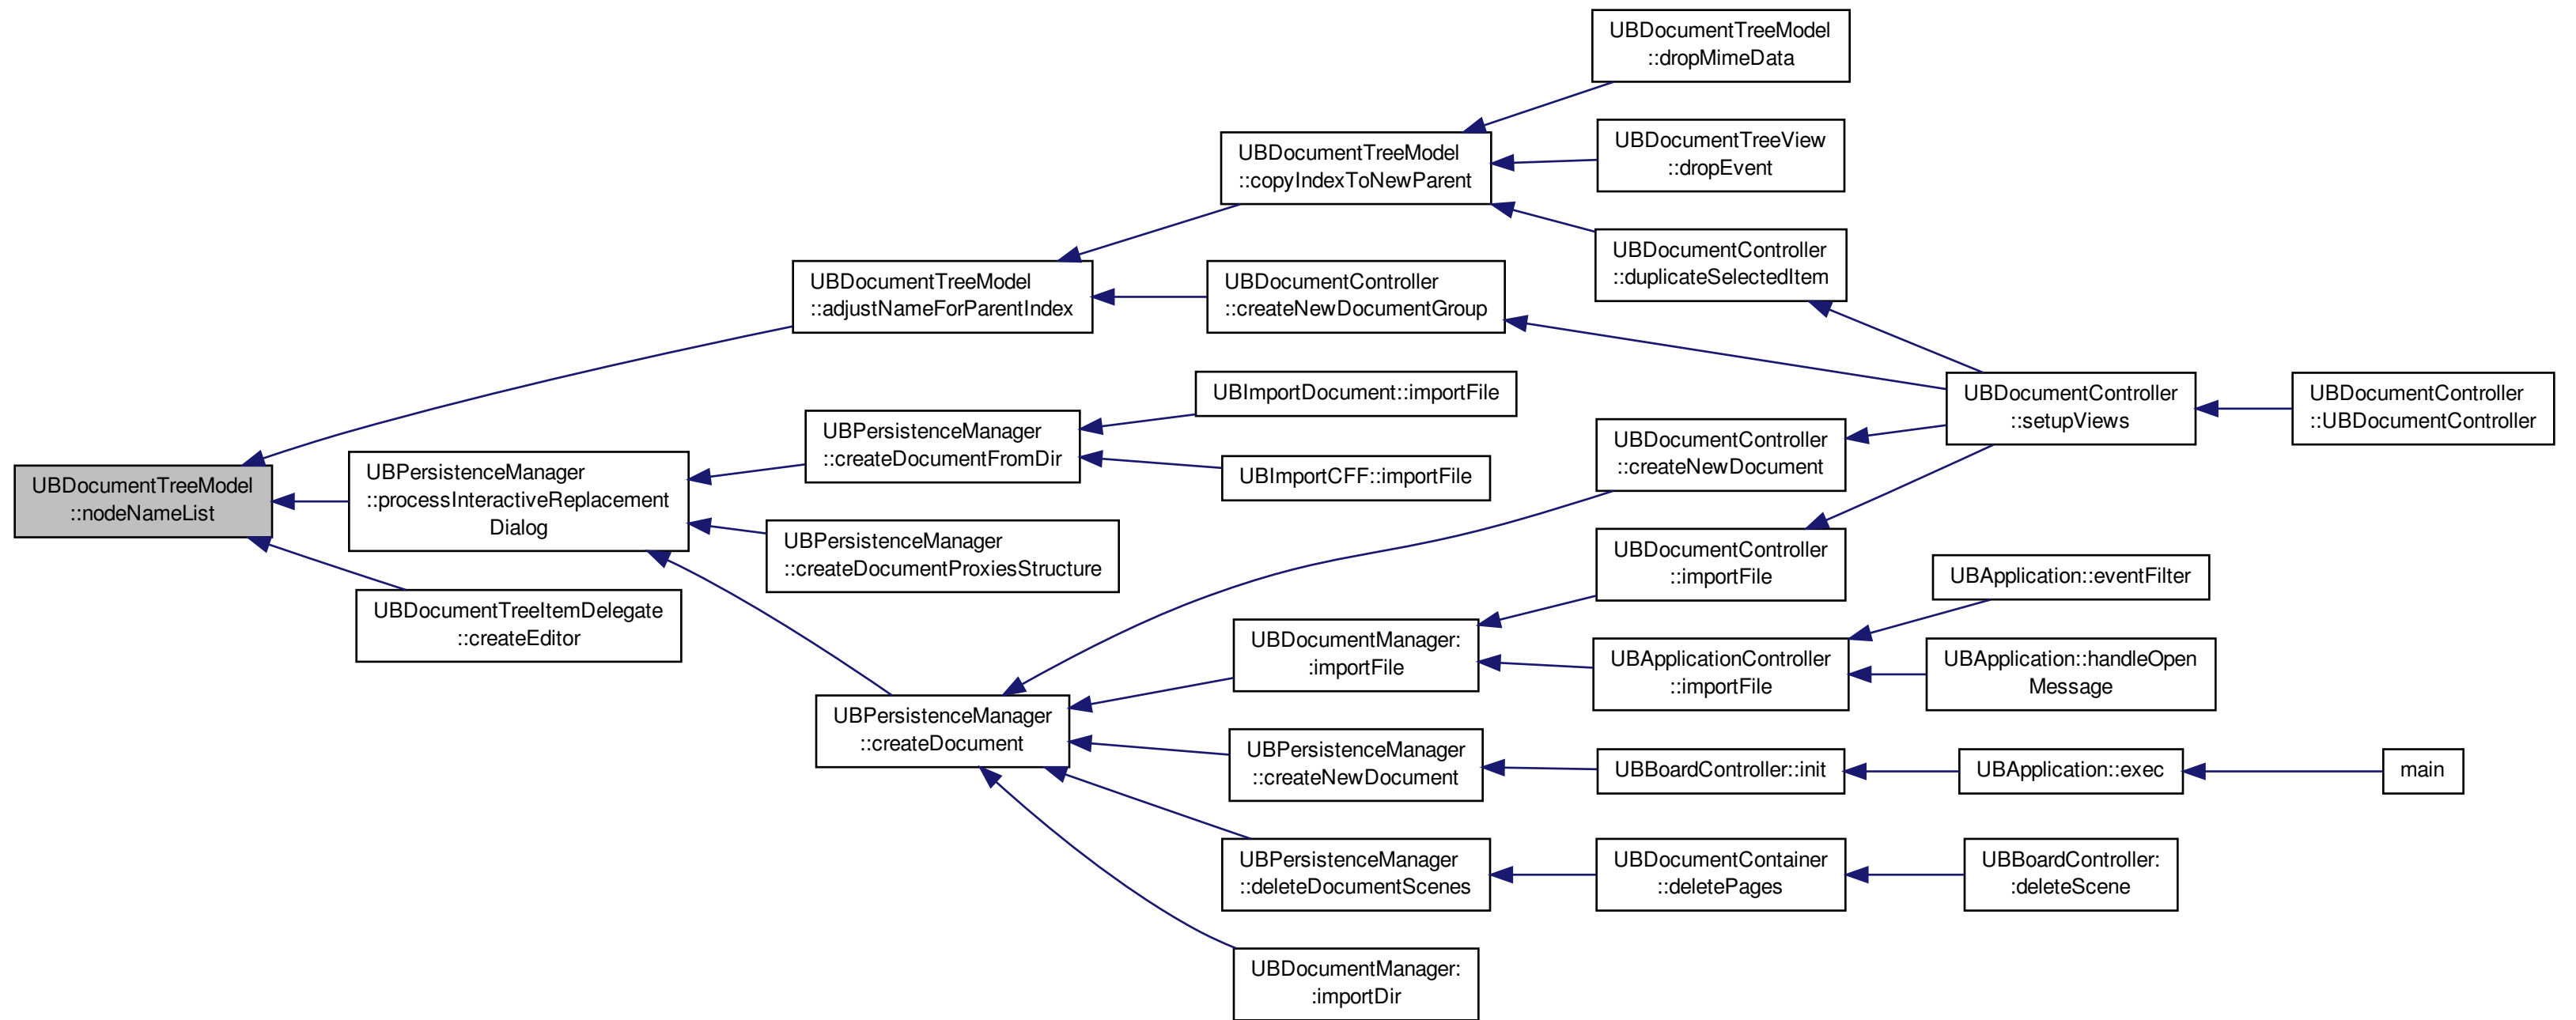 UBDocumentTreeModel
::nodeNameList
UBDocumentTreeModel
::adjustNameForParentIndex
UBPersistenceManager
::processInteractiveReplacement
Dialog
UBDocumentTreeItemDelegate
::createEditor
UBDocumentTreeModel
::copyIndexToNewParent
UBDocumentController
::createNewDocumentGroup
UBDocumentTreeModel
::dropMimeData
UBDocumentTreeView
::dropEvent
UBDocumentController
::duplicateSelectedItem
UBDocumentController
::setupViews
UBDocumentController
::UBDocumentController
UBPersistenceManager
::createDocumentFromDir
UBPersistenceManager
::createDocumentProxiesStructure
UBPersistenceManager
::createDocument
UBImportDocument::importFile
UBImportCFF::importFile
UBDocumentController
::createNewDocument
UBDocumentManager:
:importFile
UBPersistenceManager
::createNewDocument
UBPersistenceManager
::deleteDocumentScenes
UBDocumentManager:
:importDir
UBDocumentController
::importFile
UBApplicationController
::importFile
UBApplication::eventFilter
UBApplication::handleOpen
Message
UBBoardController::init
UBApplication::exec
main
UBDocumentContainer
::deletePages
UBBoardController:
:deleteScene